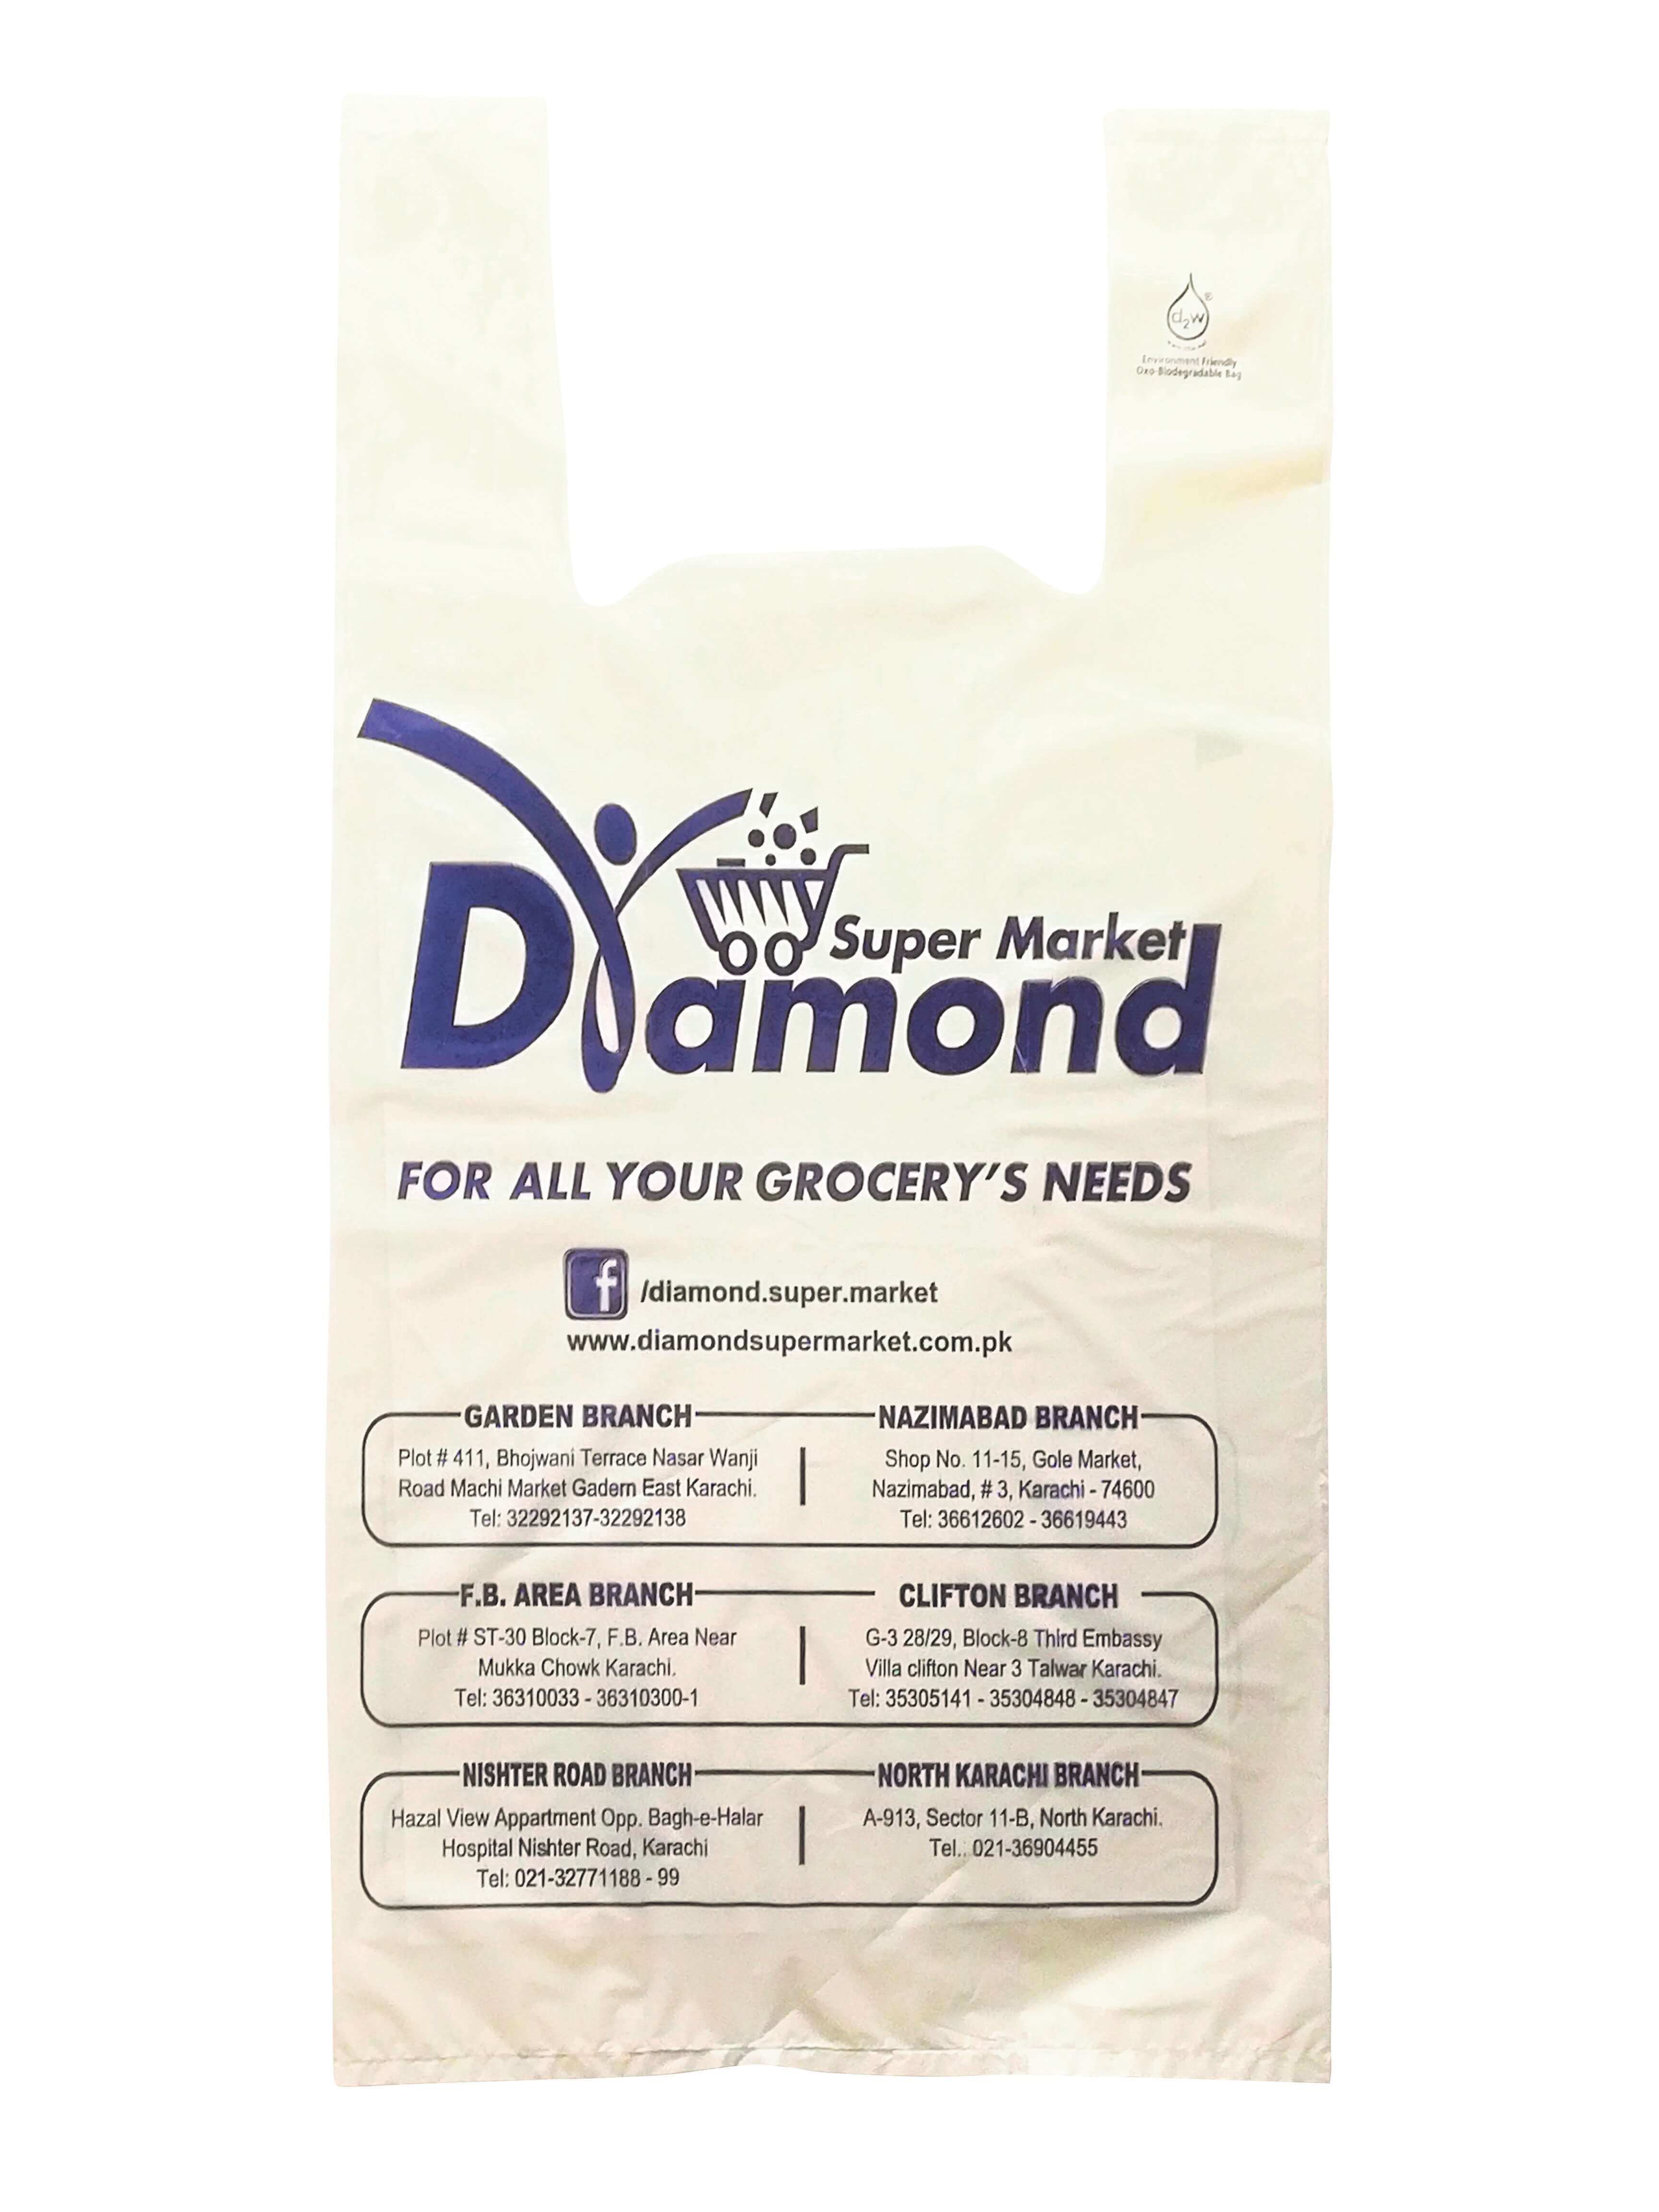 d2w®
Environment Friendly
Oxo-Biodegradable Bag
Super Market
Diamond
FOR ALL YOUR GROCERY'S NEEDS
f /diamond.super.market
www.diamondsupermarket.com.pk
GARDEN BRANCH
Plot # 411, Bhojwani Terrace Nasar Wanji
Road Machi Market Gadern East Karachi.
Tel: 32292137-32292138
NAZIMABAD BRANCH
Shop No. 11-15, Gole Market,
Nazimabad, # 3, Karachi - 74600
Tel: 36612602 - 36619443
F.B. AREA BRANCH
Plot # ST-30 Block-7, F.B. Area Near
Mukka Chowk Karachi.
Tel: 36310033 - 36310300-1
CLIFTON BRANCH
G-3 28/29, Block-8 Third Embassy
Villa clifton Near 3 Talwar Karachi.
Tel: 35305141 - 35304848 - 35304847
NISHTER ROAD BRANCH
Hazal View Appartment Opp. Bagh-e-Halar
Hospital Nishter Road, Karachi
Tel: 021-32771188 - 99
NORTH KARACHI BRANCH
A-913, Sector 11-B, North Karachi.
Tel.: 021-36904455